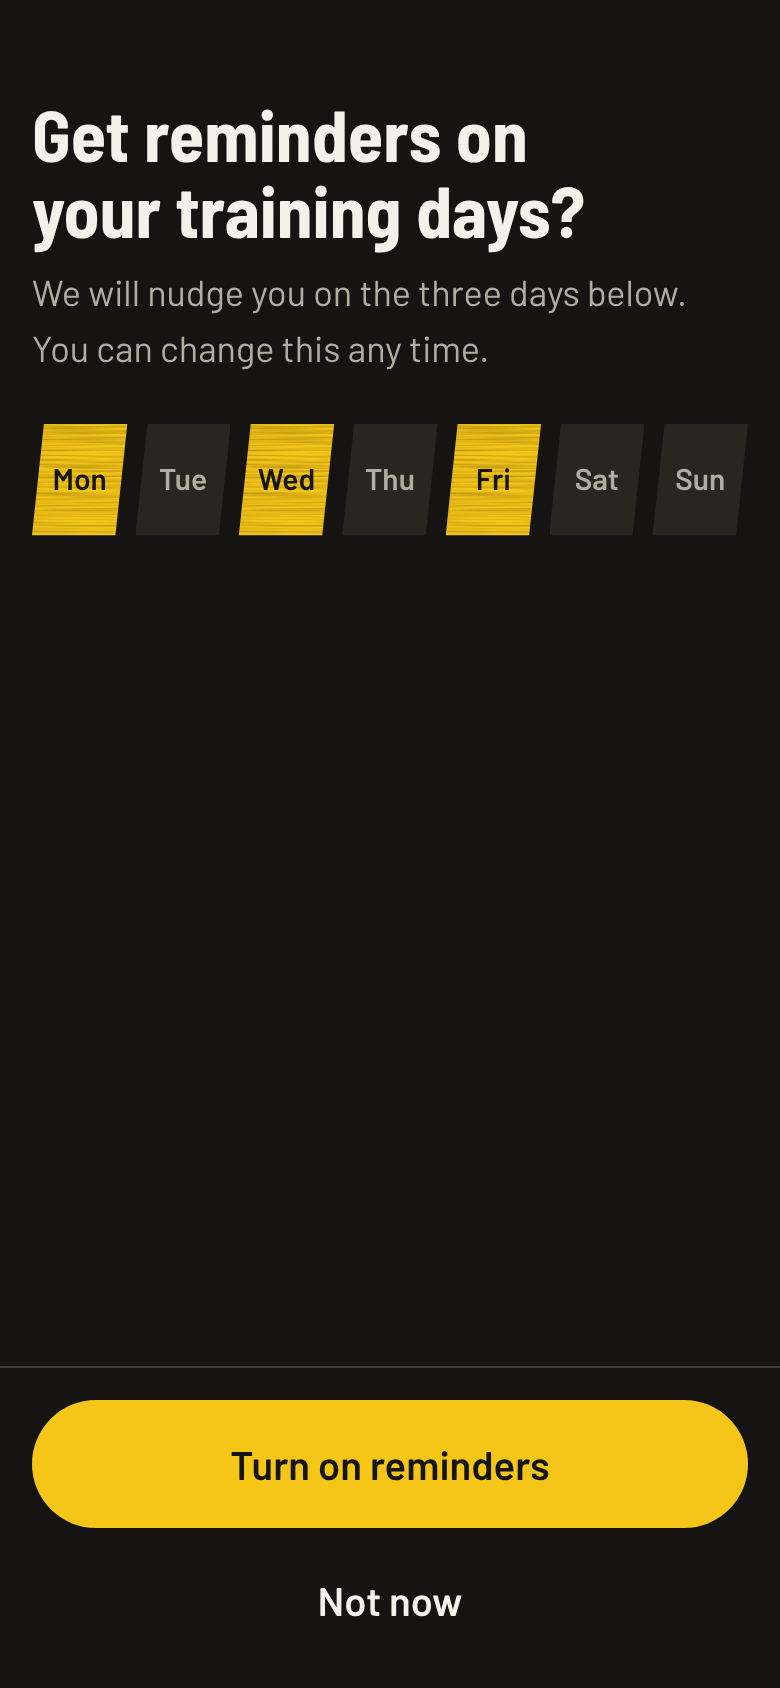 Get reminders on
your training days?
We will nudge you on the three days below.
You can change this any time.
Mon Tue Wed Thu Fri Sat Sun
Turn on reminders
Not now